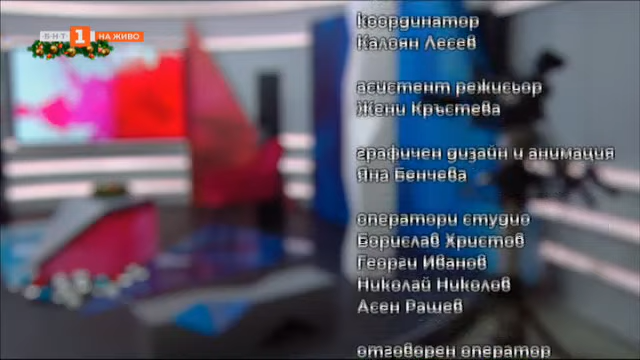 БНТ 1 НА ЖИВО
координатор
Калоян Лесев
асистент режисьор
Жени Кръстева
графичен дизайн и анимация
Яна Бенчева
оператори студио
Борислав Христов
Георги Иванов
Николай Николов
Асен Рашев
отговорен оператор